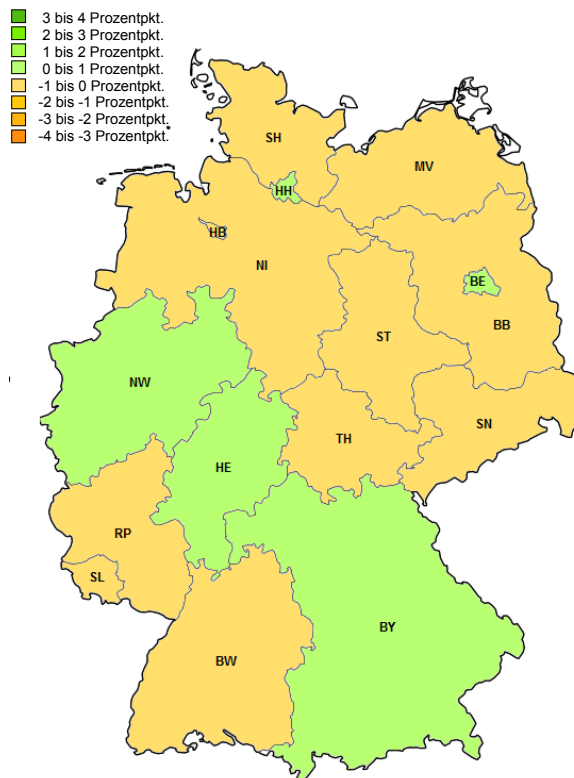 3 bis 4 Prozentpkt.
2 bis 3 Prozentpkt.
1 bis 2 Prozentpkt.
0 bis 1 Prozentpkt.
-1 bis 0 Prozentpkt.
-2 bis -1 Prozentpkt.
-3 bis -2 Prozentpkt.
-4 bis -3 Prozentpkt.
SH
MV
HH
HB
NI
BE
BB
ST
NW
SN
TH
HE
RP
SL
BY
BW